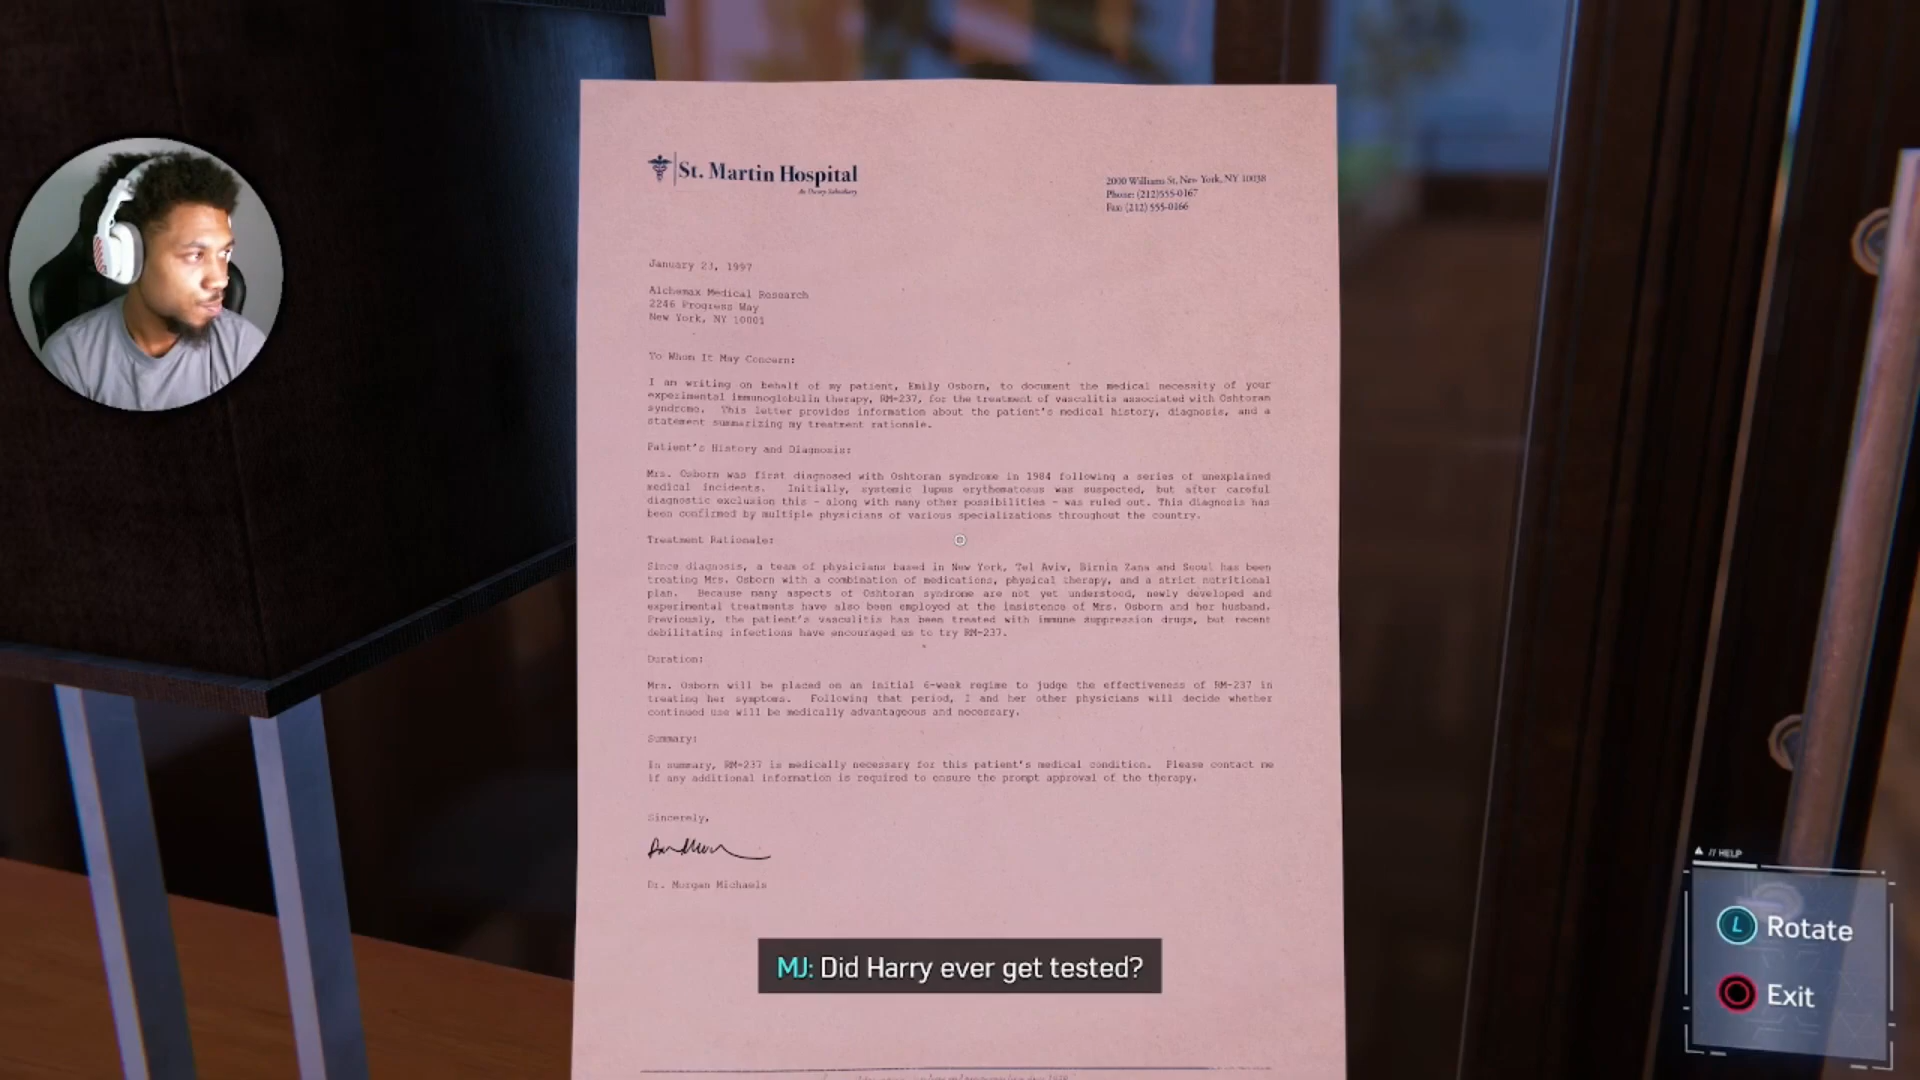 St. Martin Hospital
2000 Williams St, New York, NY 10038
Phone: (212)555-0167
Fax: (212) 555-0166
January 23, 1997
Alchemax Medical Research
2246 Progress Way
New York, NY 10001
To Whom It May Concern:
I am writing on behalf of my patient, Emily Osborn, to document the medical necessity of your
experimental immunoglobulin therapy, RM-237, for the treatment of vasculitis associated with Oshtoran
syndrome. This letter provides information about the patient's medical history, diagnosis, and a
statement summarizing my treatment rationale.
Patient's History and Diagnosis:
Mrs. Osborn was first diagnosed with Oshtoran syndrome in 1984 following a series of unexplained
medical incidents. Initially, systemic lupus erythematosus was suspected, but after careful
diagnostic exclusion this - along with many other possibilities - was ruled out. This diagnosis has
been confirmed by multiple physicians of various specializations throughout the country.
Treatment Rationale:
Since diagnosis, a team of physicians based in New York, Tel Aviv, Birnin Zana and Seoul has been
treating Mrs. Osborn with a combination of medications, physical therapy, and a strict nutritional
plan. Because many aspects of Oshtoran syndrome are not yet understood, newly developed and
experimental treatments have also been employed at the insistence of Mrs. Osborn and her husband.
Previously, the patient's vasculitis has been treated with immune suppression drugs, but recent
debilitating infections have encouraged us to try RM-237.
Duration:
Mrs. Osborn will be placed on an initial 6-week regime to judge the effectiveness of RM-237 in
treating her symptoms. Following that period, I and her other physicians will decide whether
continued use will be medically advantageous and necessary.
Summary:
In summary, RM-237 is medically necessary for this patient's medical condition. Please contact me
if any additional information is required to ensure the prompt approval of the therapy.
Sincerely,
Dr. Morgan Michaels
MJ: Did Harry ever get tested?
// HELP
L Rotate
Exit